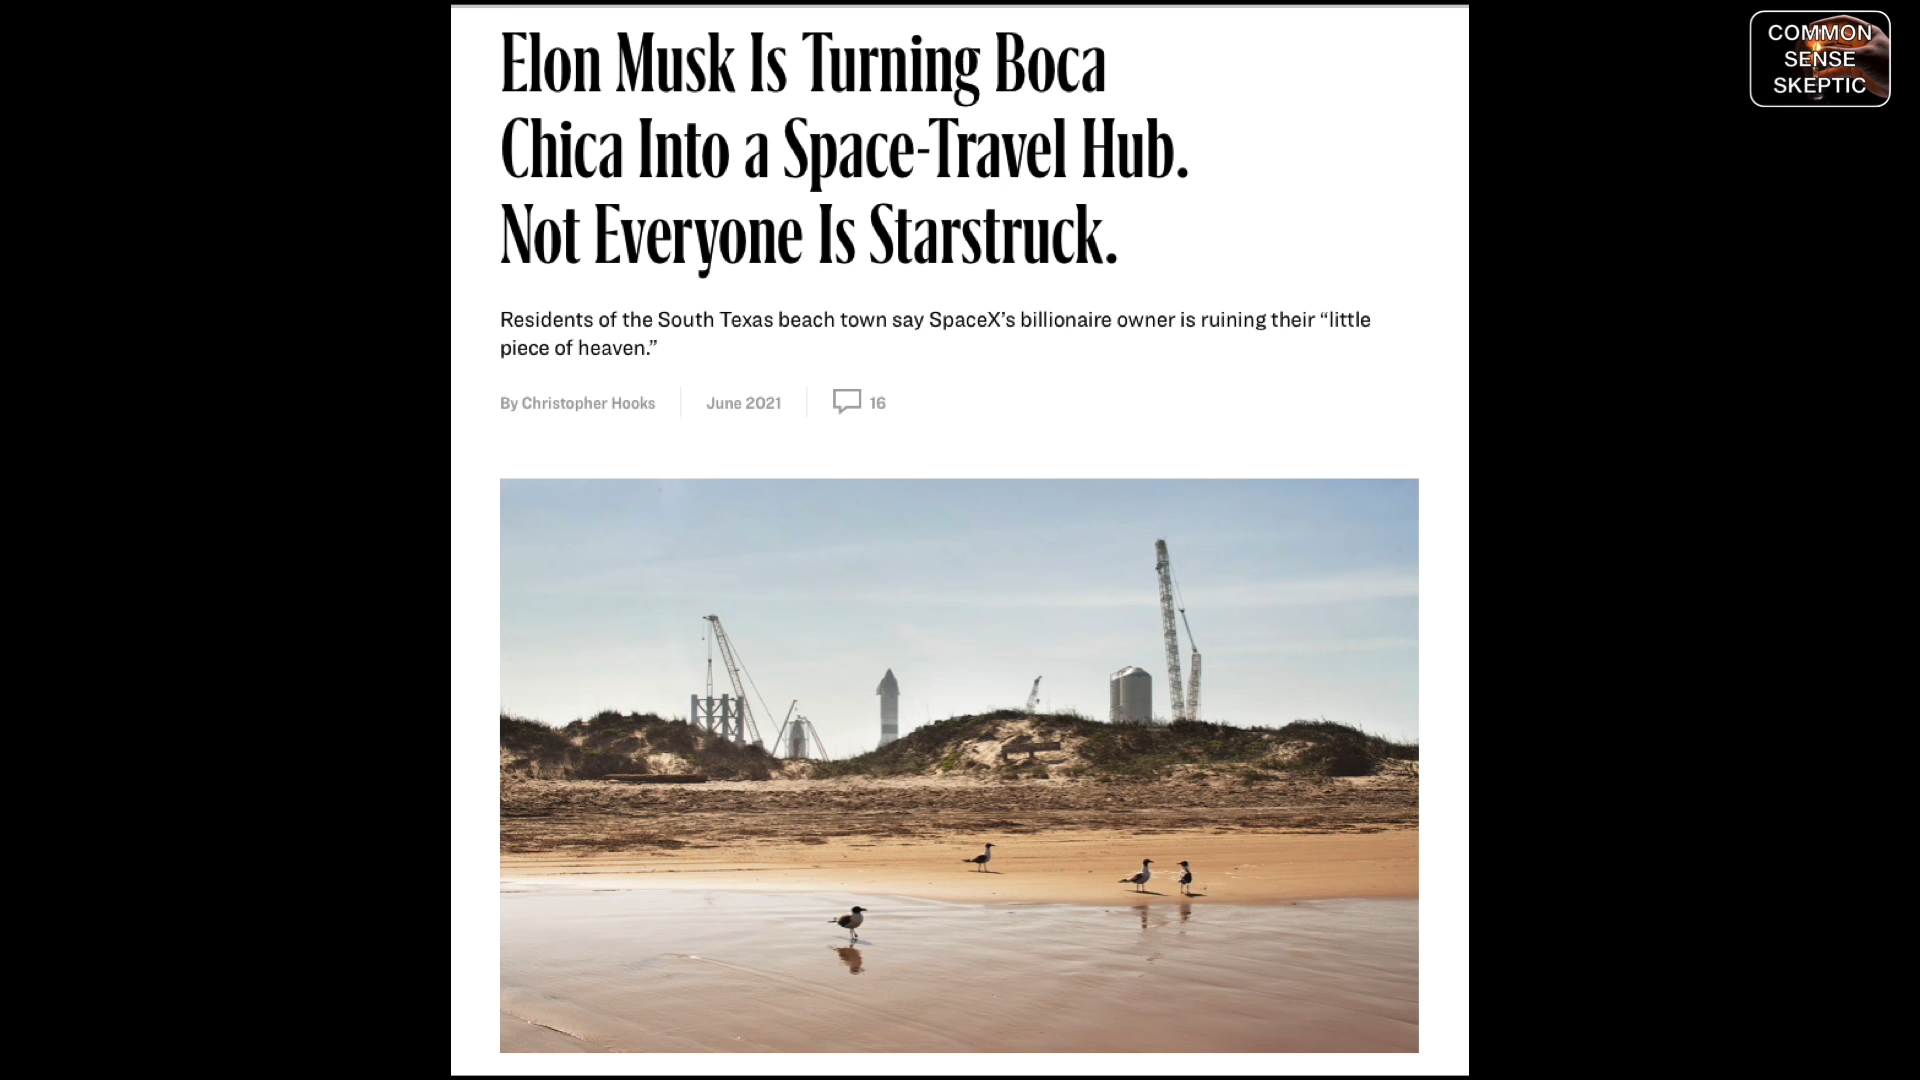 Elon Musk Is Turning Boca
Chica Into a Space-Travel Hub.
Not Everyone Is Starstruck.
Residents of the South Texas beach town say SpaceX’s billionaire owner is ruining their “little
piece of heaven.”
By Christopher Hooks
June 2021
16
COMMON
SENSE
SKEPTIC